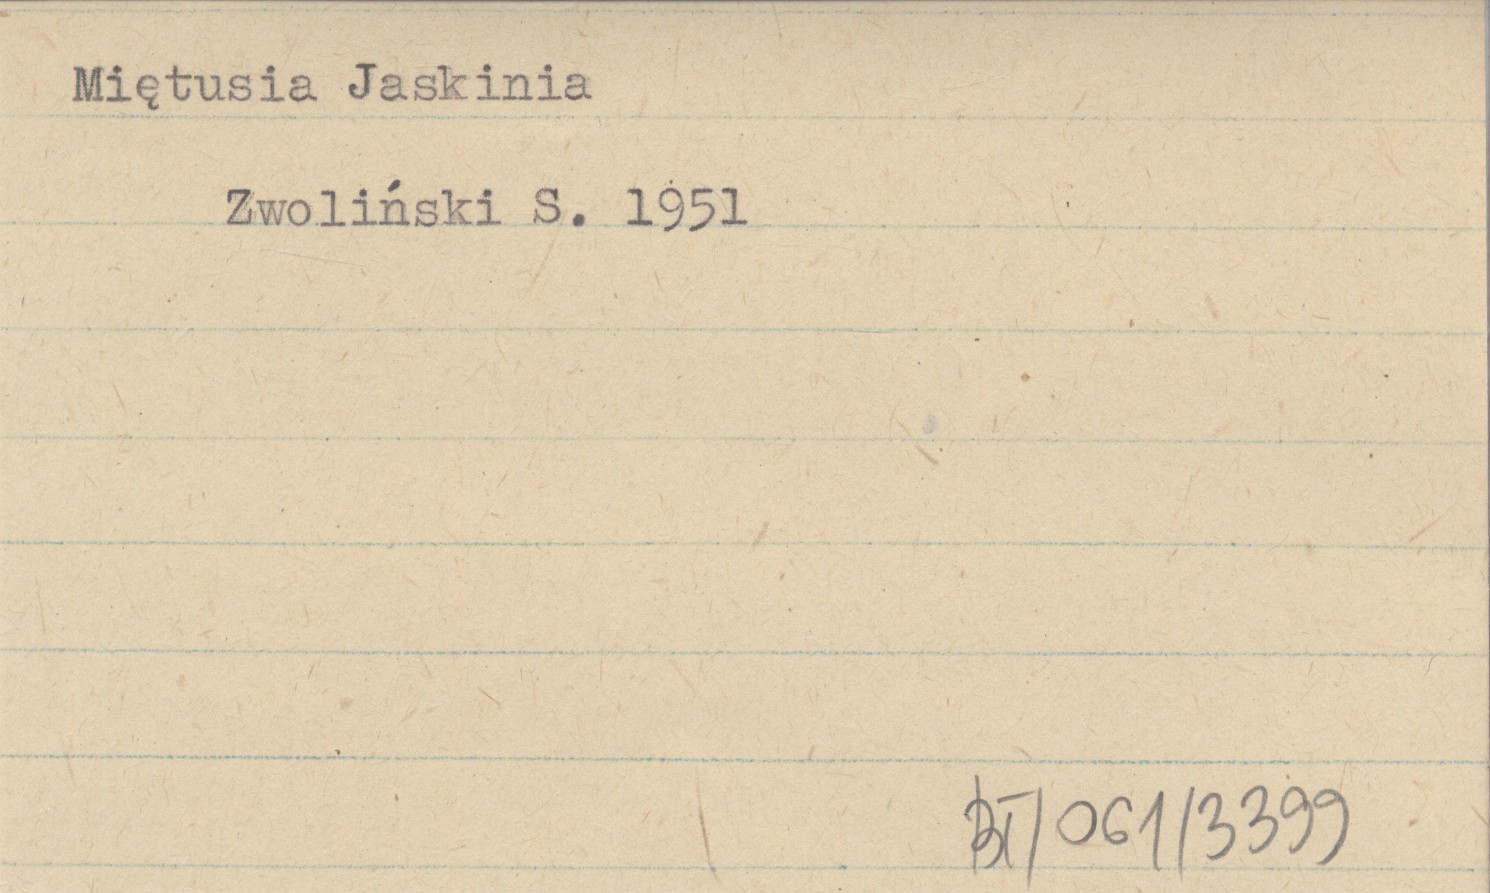 Miętusia Jaskinia
Zwoliński S. 1951
BT/061/3399